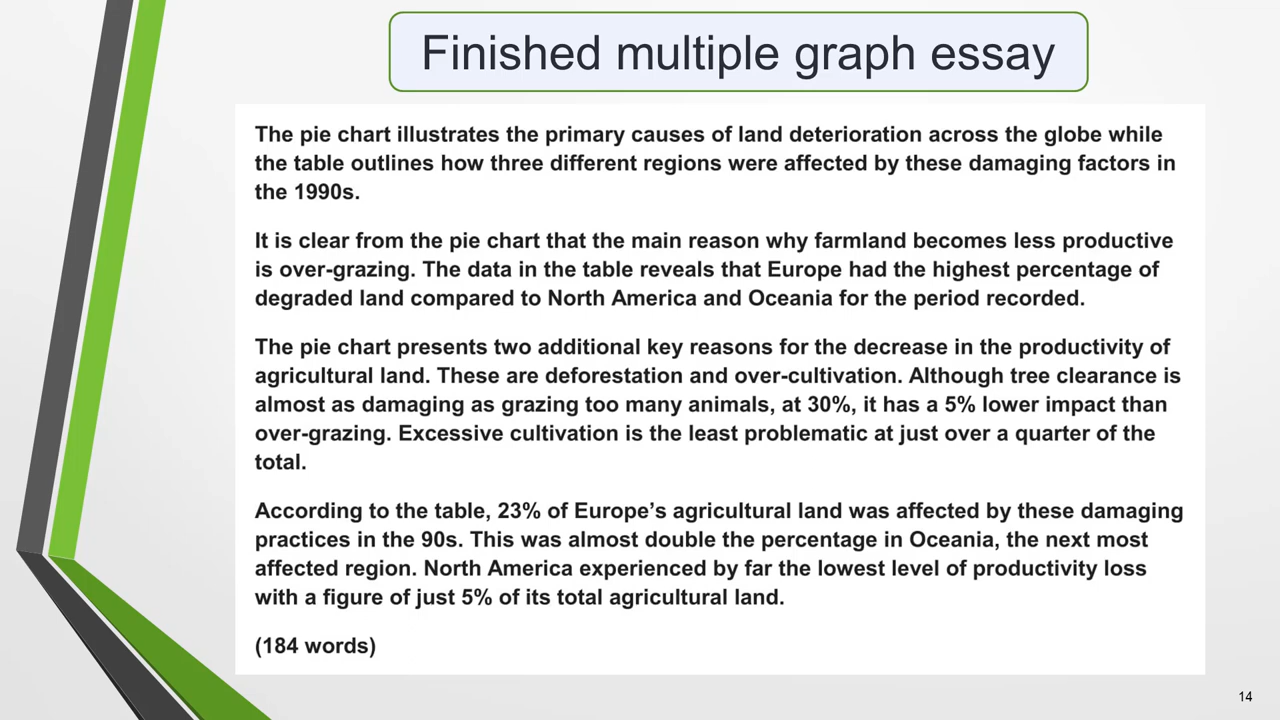 Finished multiple graph essay
The pie chart illustrates the primary causes of land deterioration across the globe while
the table outlines how three different regions were affected by these damaging factors in
the 1990s.
It is clear from the pie chart that the main reason why farmland becomes less productive
is over-grazing. The data in the table reveals that Europe had the highest percentage of
degraded land compared to North America and Oceania for the period recorded.
The pie chart presents two additional key reasons for the decrease in the productivity of
agricultural land. These are deforestation and over-cultivation. Although tree clearance is
almost as damaging as grazing too many animals, at 30%, it has a 5% lower impact than
over-grazing. Excessive cultivation is the least problematic at just over a quarter of the
total.
According to the table, 23% of Europe’s agricultural land was affected by these damaging
practices in the 90s. This was almost double the percentage in Oceania, the next most
affected region. North America experienced by far the lowest level of productivity loss
with a figure of just 5% of its total agricultural land.
(184 words)
14